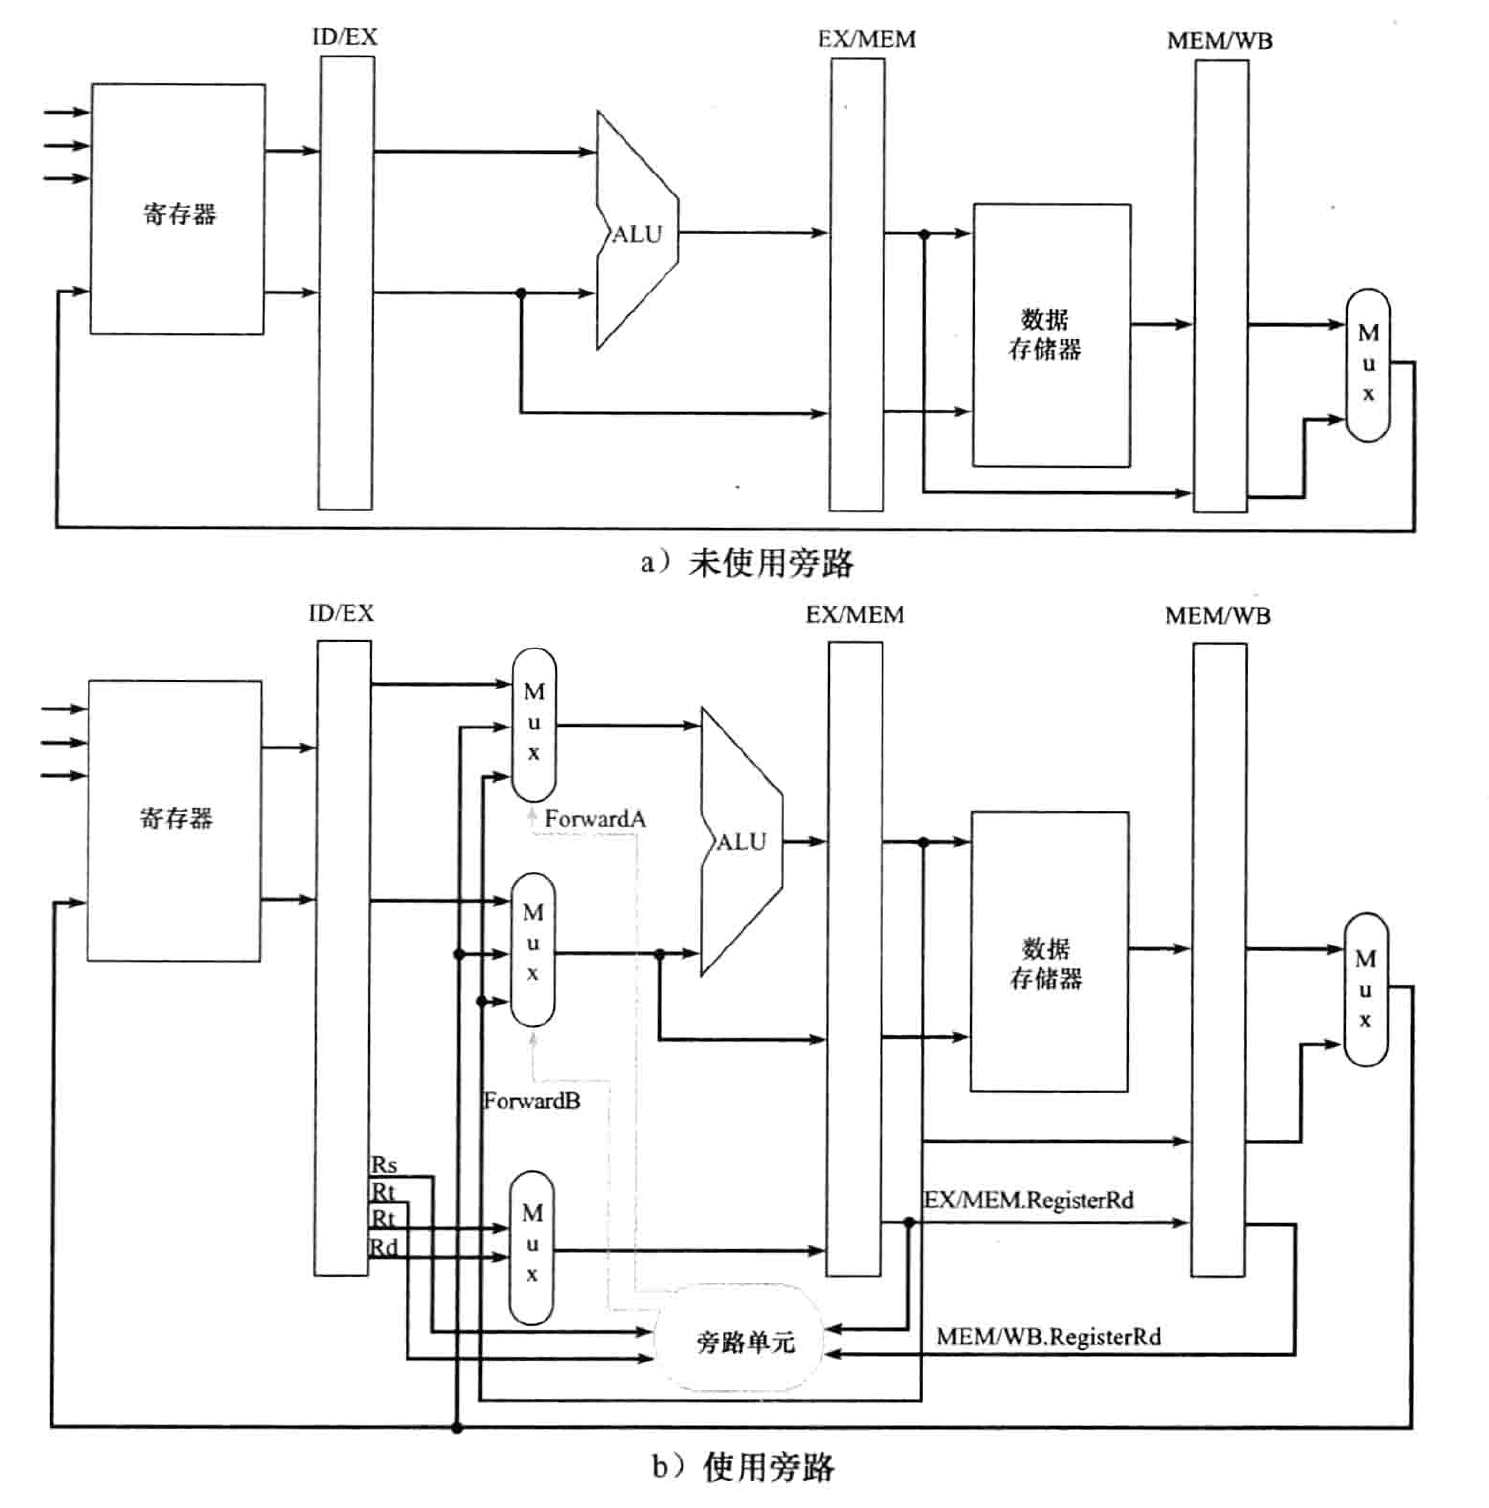 ID/EX
EX/MEM
MEM/WB
寄存器
ALU
数据
存储器
M
u
x
a）未使用旁路
ID/EX
EX/MEM
MEM/WB
M
u
x
寄存器
ForwardA
ALU
M
u
x
数据
存储器
M
u
x
ForwardB
Rs
Rt
Rt
Rd
M
u
x
EX/MEM.RegisterRd
旁路单元
MEM/WB.RegisterRd
b）使用旁路